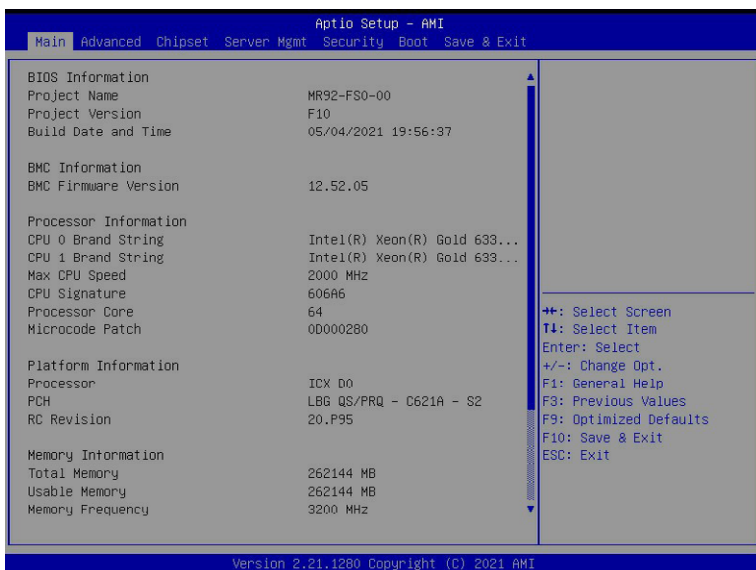 Aptio Setup – AMI
Main Advanced Chipset Server Mgmt Security Boot Save & Exit
BIOS Information
Project Name MR92-FS0-00
Project Version F10
Build Date and Time 05/04/2021 19:56:37
BMC Information
BMC Firmware Version 12.52.05
Processor Information
CPU 0 Brand String Intel(R) Xeon(R) Gold 633...
CPU 1 Brand String Intel(R) Xeon(R) Gold 633...
Max CPU Speed 2000 MHz
CPU Signature 606A6
Processor Core 64
Microcode Patch 0D000280
Platform Information
Processor ICX D0
PCH LBG QS/PRQ - C621A - S2
RC Revision 20.P95
Memory Information
Total Memory 262144 MB
Usable Memory 262144 MB
Memory Frequency 3200 MHz
→←: Select Screen
↑↓: Select Item
Enter: Select
+/-: Change Opt.
F1: General Help
F3: Previous Values
F9: Optimized Defaults
F10: Save & Exit
ESC: Exit
Version 2.21.1280 Copyright (C) 2021 AMI